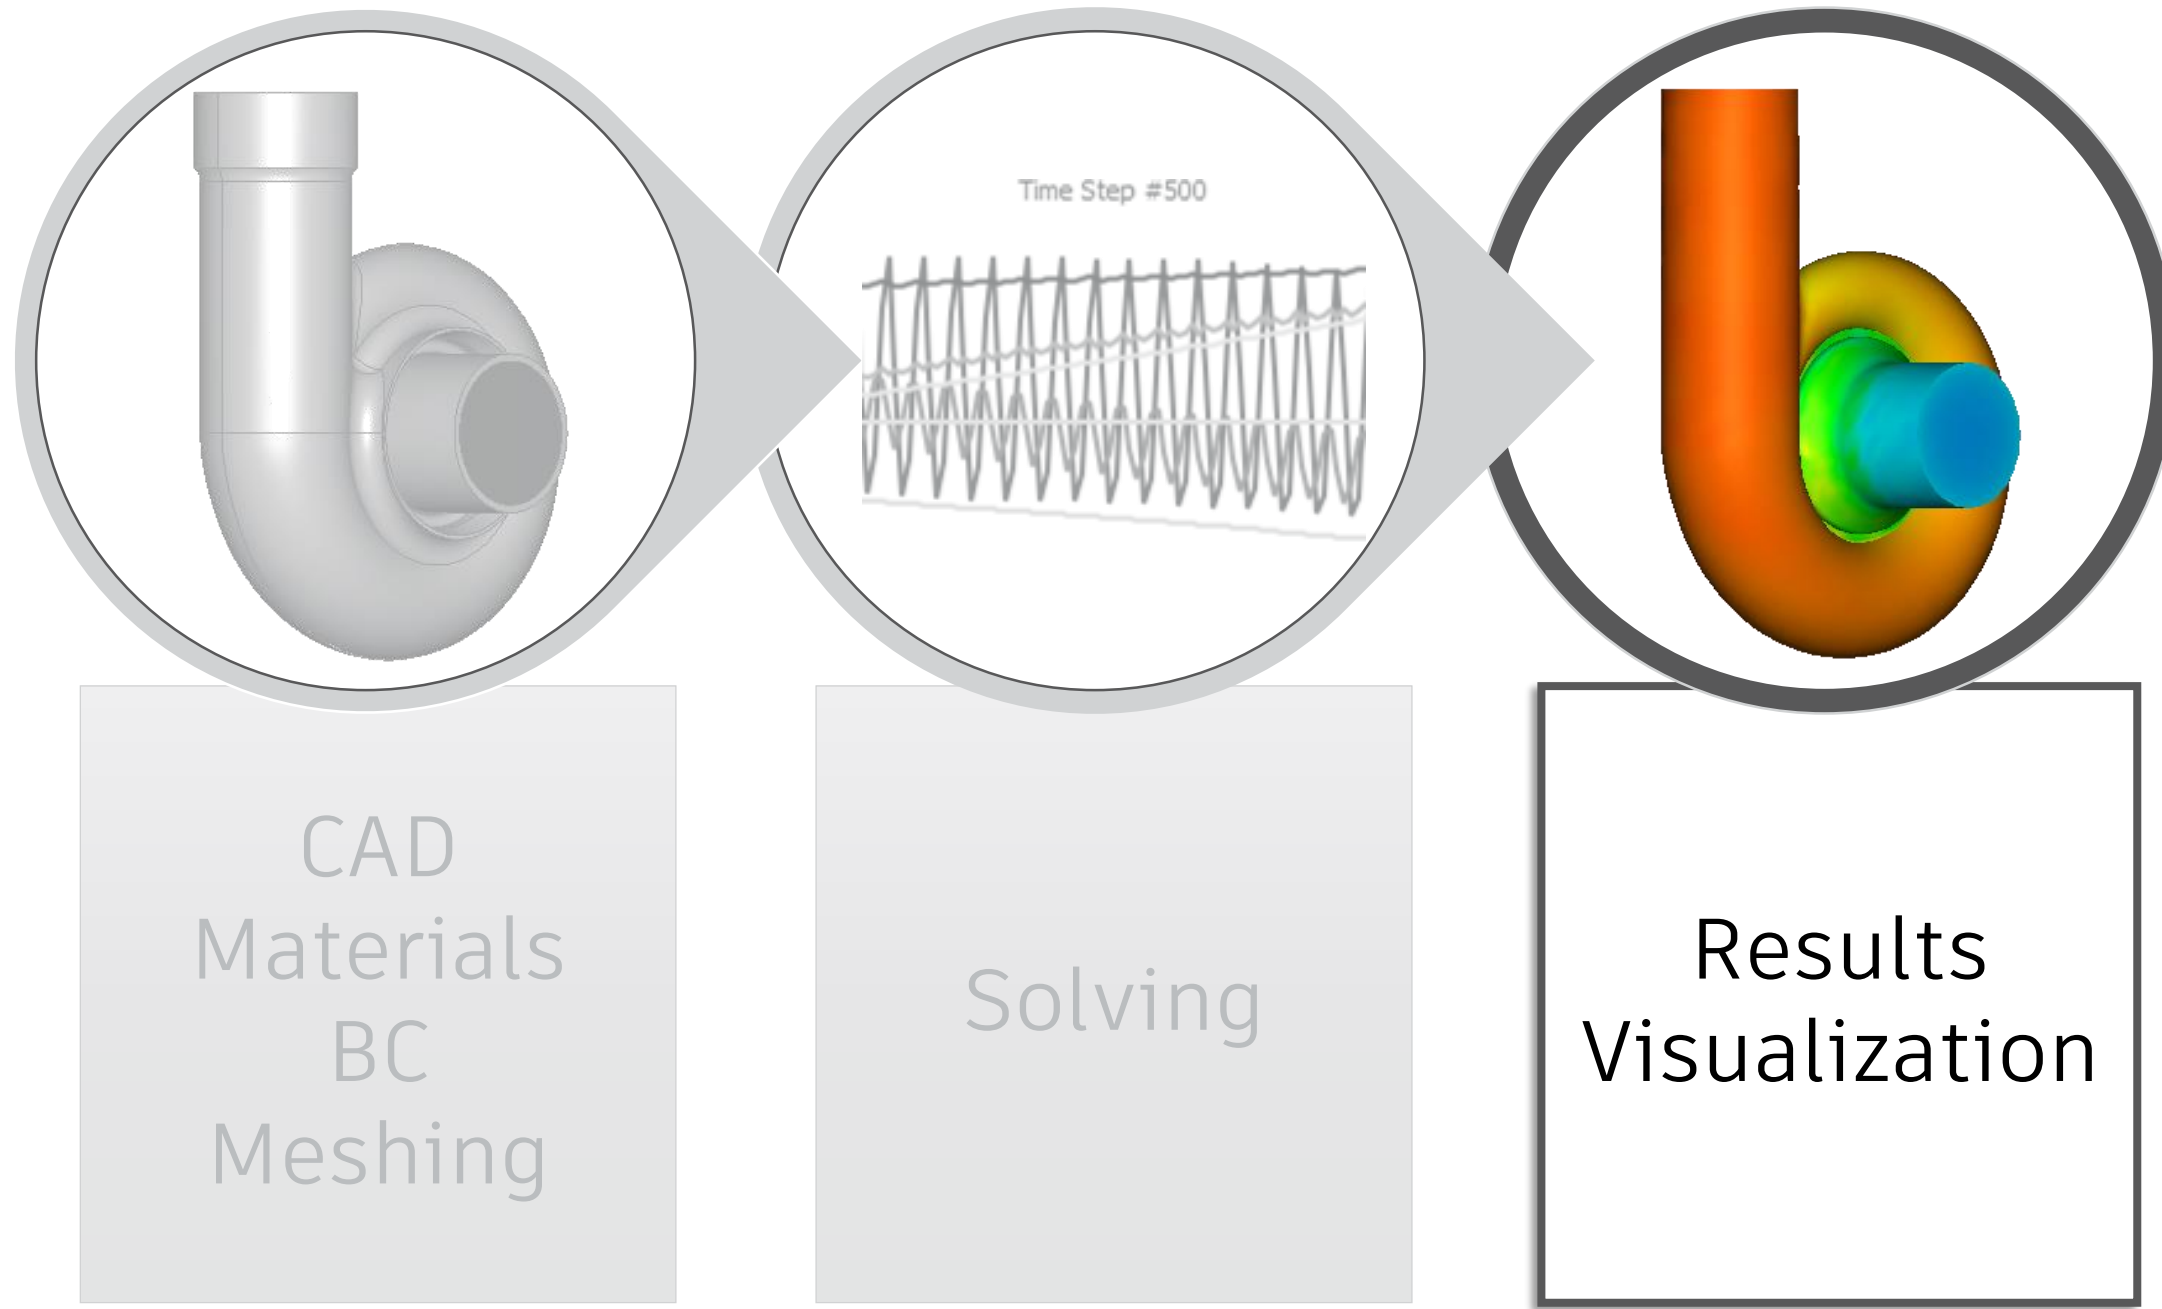 Time Step #500
CAD
Materials
BC
Meshing
Solving
Results
Visualization